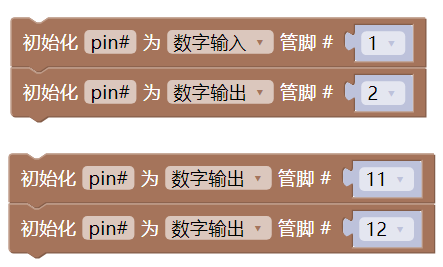 初始化 pin# 为 数字输入 管脚 # 1
初始化 pin# 为 数字输出 管脚 # 2
初始化 pin# 为 数字输出 管脚 # 11
初始化 pin# 为 数字输出 管脚 # 12